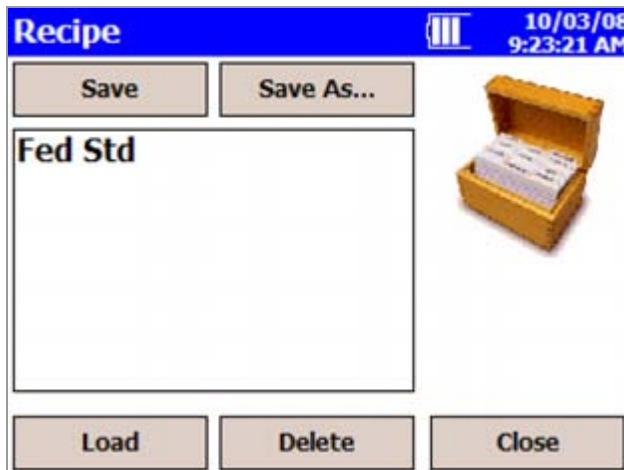 Recipe
10/03/08
9:23:21 AM
Save
Save As...
Fed Std
Load
Delete
Close